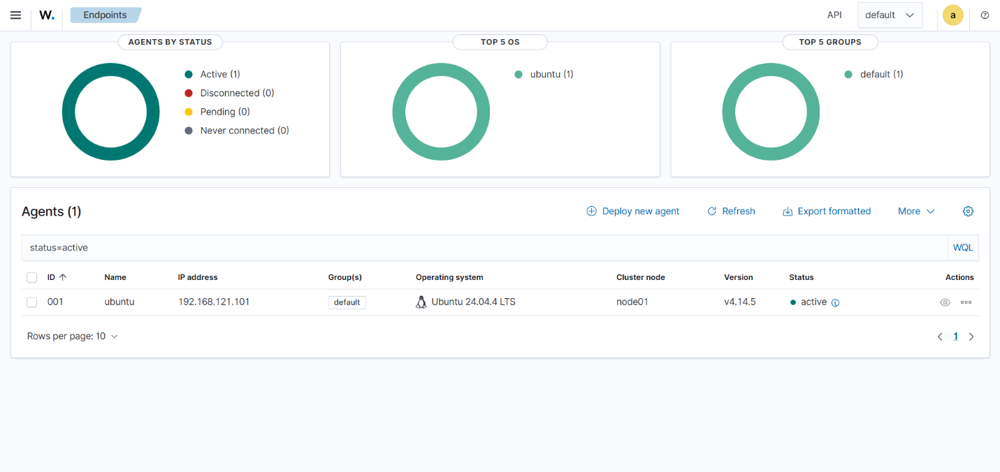 W. Endpoints API default a
AGENTS BY STATUS TOP 5 OS TOP 5 GROUPS
Active (1) ubuntu (1) default (1)
Disconnected (0)
Pending (0)
Never connected (0)
Agents (1) Deploy new agent Refresh Export formatted More
status=active WQL
ID Name IP address Group(s) Operating system Cluster node Version Status Actions
001 ubuntu 192.168.121.101 default Ubuntu 24.04.4 LTS node01 v4.14.5 active
Rows per page: 10 1